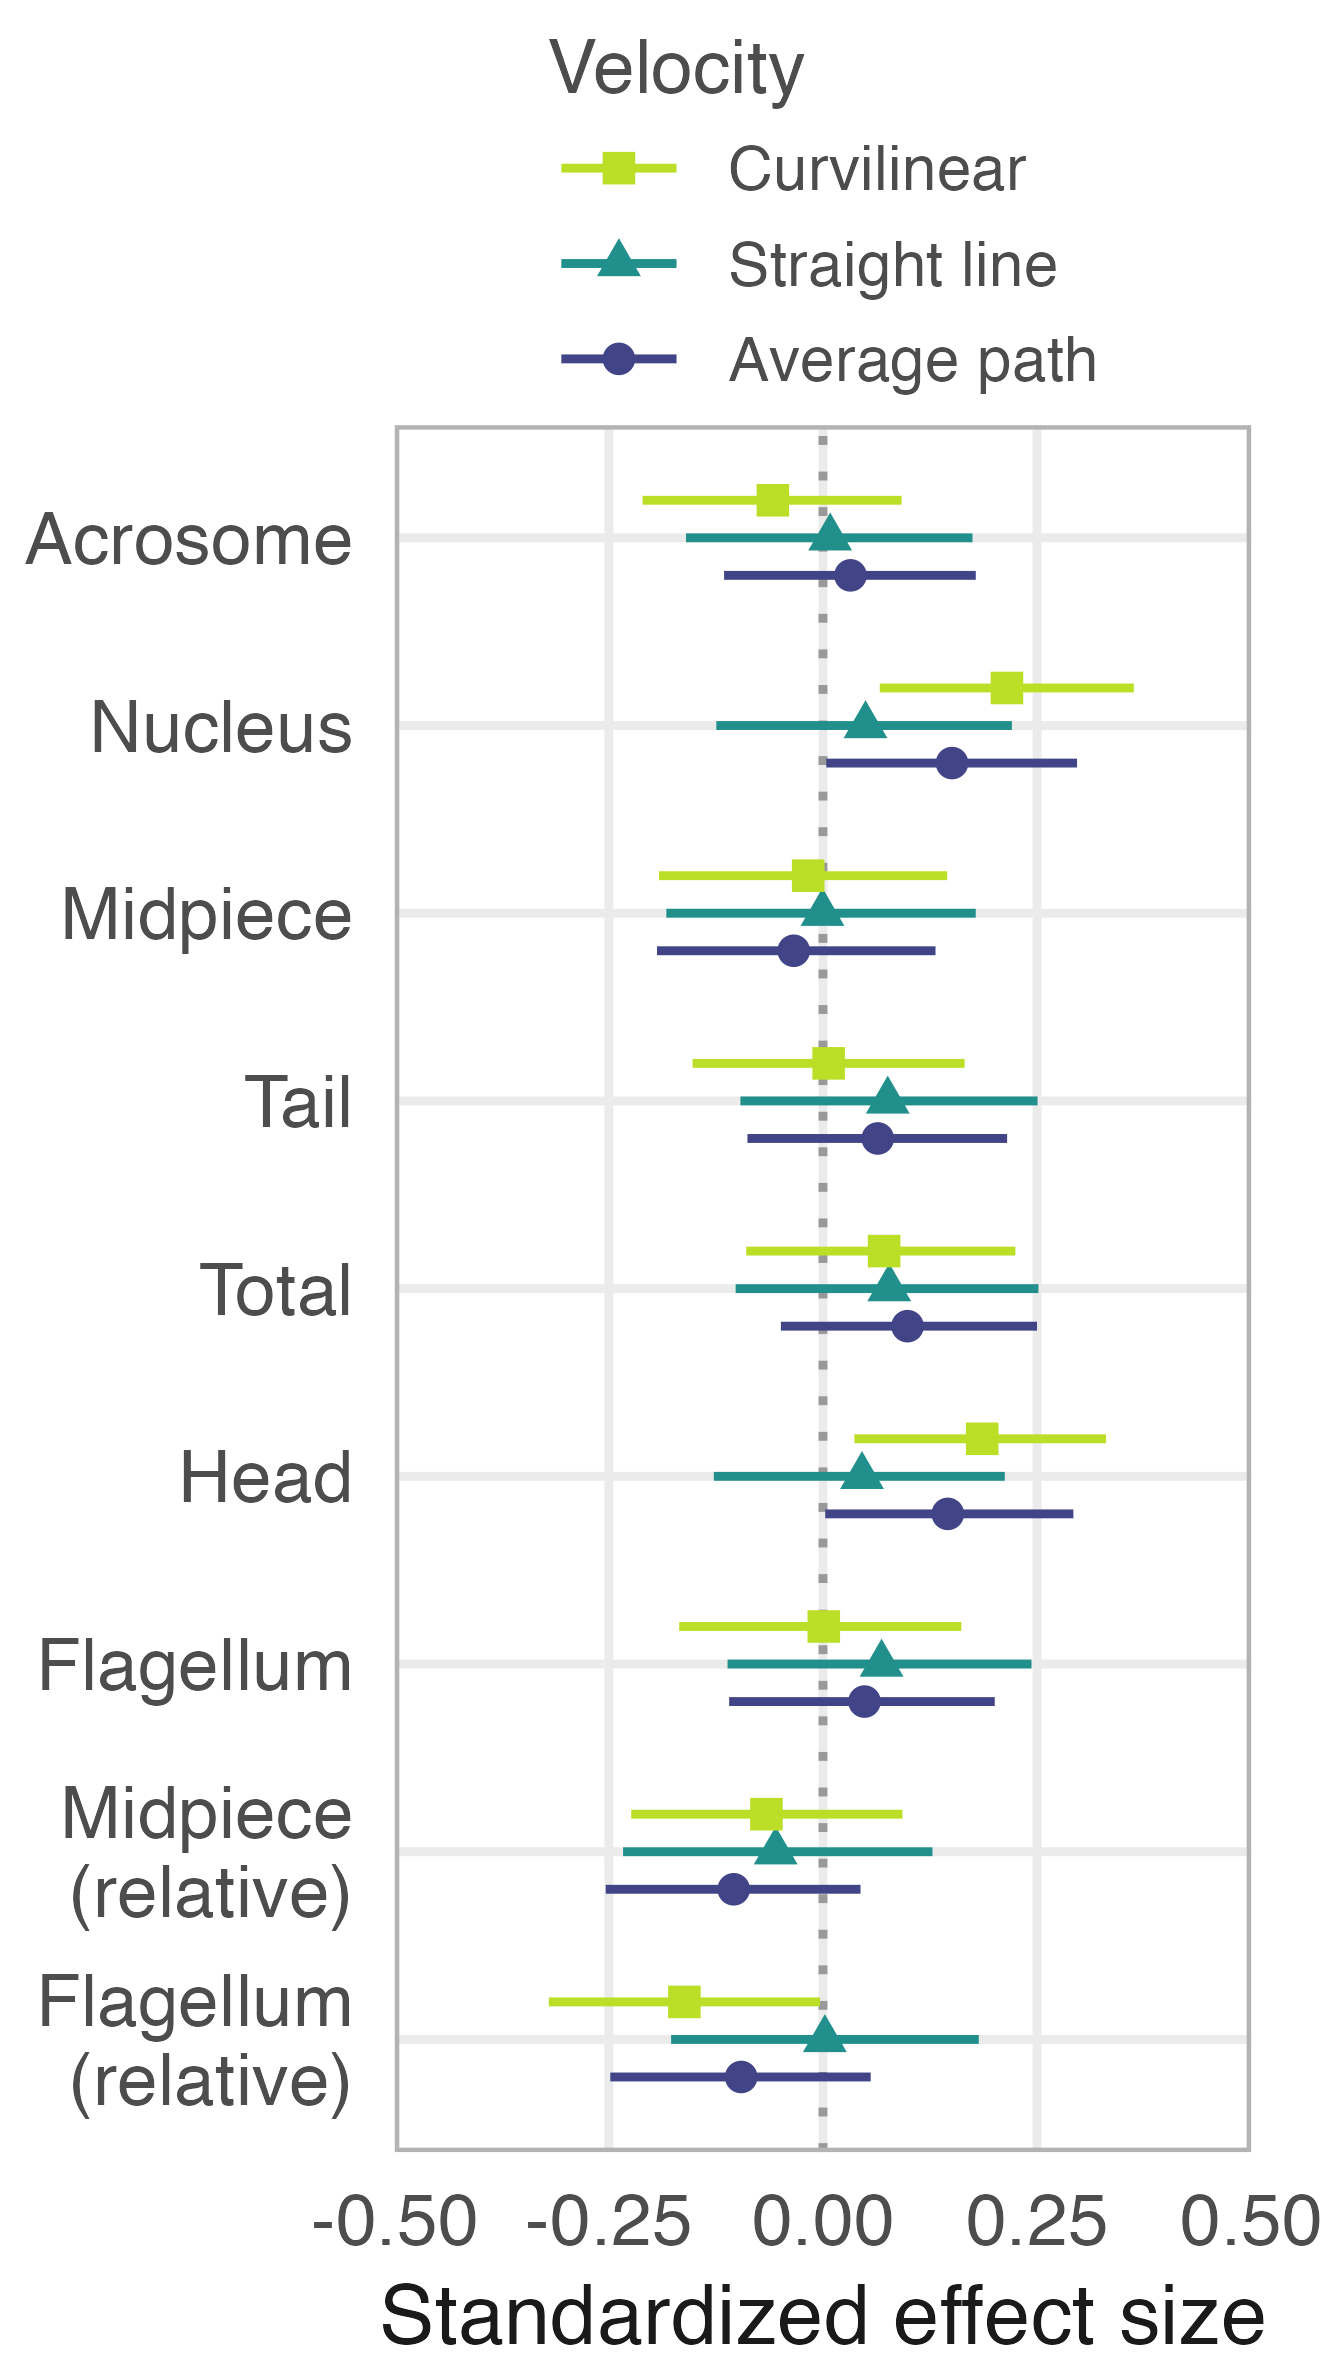 Velocity
Curvilinear
Straight line
Average path
Acrosome
Nucleus
Midpiece
Tail
Total
Head
Flagellum
Midpiece
(relative)
Flagellum
(relative)
-0.50 -0.25 0.00 0.25 0.50
Standardized effect size